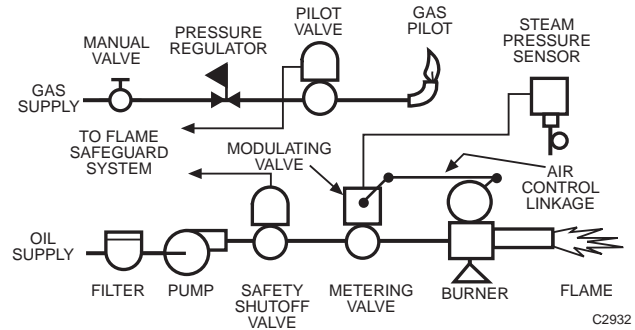 MANUAL
VALVE
PRESSURE
REGULATOR
PILOT
VALVE
GAS
PILOT
STEAM
PRESSURE
SENSOR
GAS
SUPPLY
TO FLAME
SAFEGUARD
SYSTEM
MODULATING
VALVE
AIR
CONTROL
LINKAGE
OIL
SUPPLY
FILTER
PUMP
SAFETY
SHUTOFF
VALVE
METERING
VALVE
BURNER
FLAME
C2932